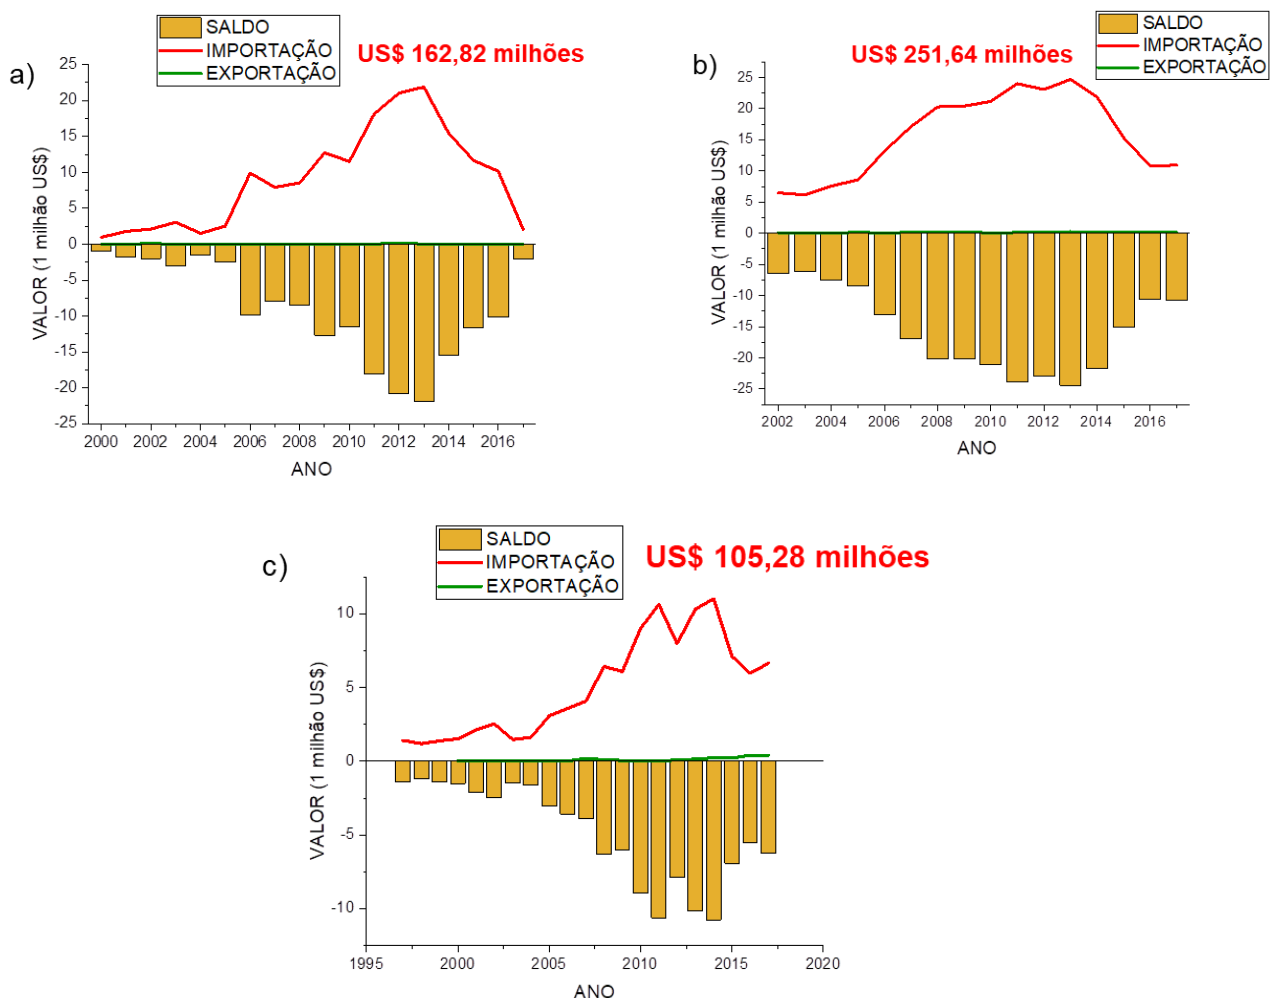 a)
SALDO
IMPORTAÇÃO
EXPORTAÇÃO
US$ 162,82 milhões
VALOR (1 milhão US$)
25
20
15
10
5
0
-5
-10
-15
-20
-25
2000 2002 2004 2006 2008 2010 2012 2014 2016
ANO
b)
US$ 251,64 milhões
SALDO
IMPORTAÇÃO
EXPORTAÇÃO
VALOR (1 milhão US$)
25
20
15
10
5
0
-5
-10
-15
-20
-25
2002 2004 2006 2008 2010 2012 2014 2016
ANO
c)
SALDO
IMPORTAÇÃO
EXPORTAÇÃO
US$ 105,28 milhões
VALOR (1 milhão US$)
10
5
0
-5
-10
1995 2000 2005 2010 2015 2020
ANO